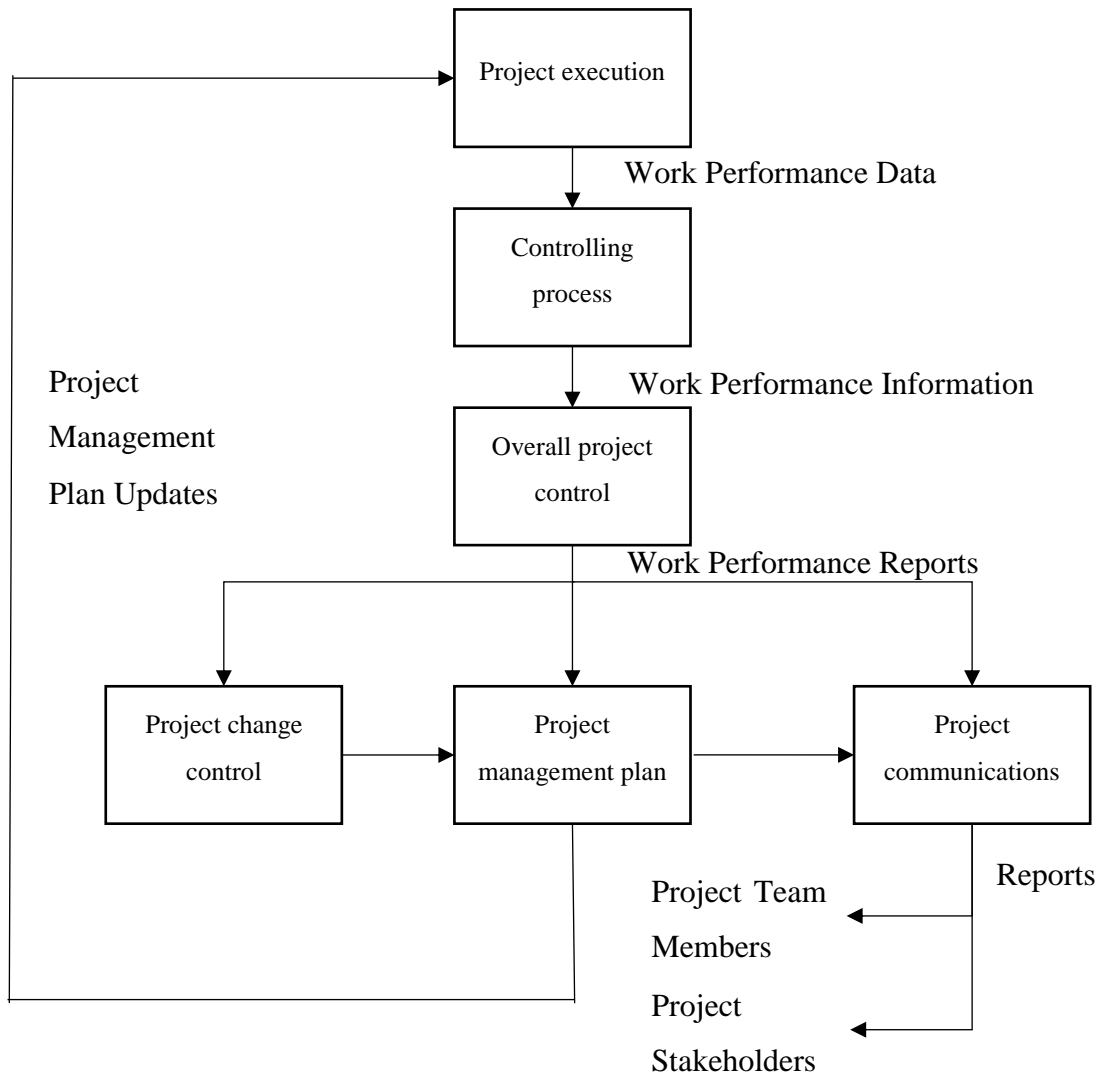 Project execution
Work Performance Data
Controlling
process
Work Performance Information
Project
Management
Plan Updates
Overall project
control
Work Performance Reports
Project change
control
Project
management plan
Project
communications
Reports
Project Team
Members
Project
Stakeholders